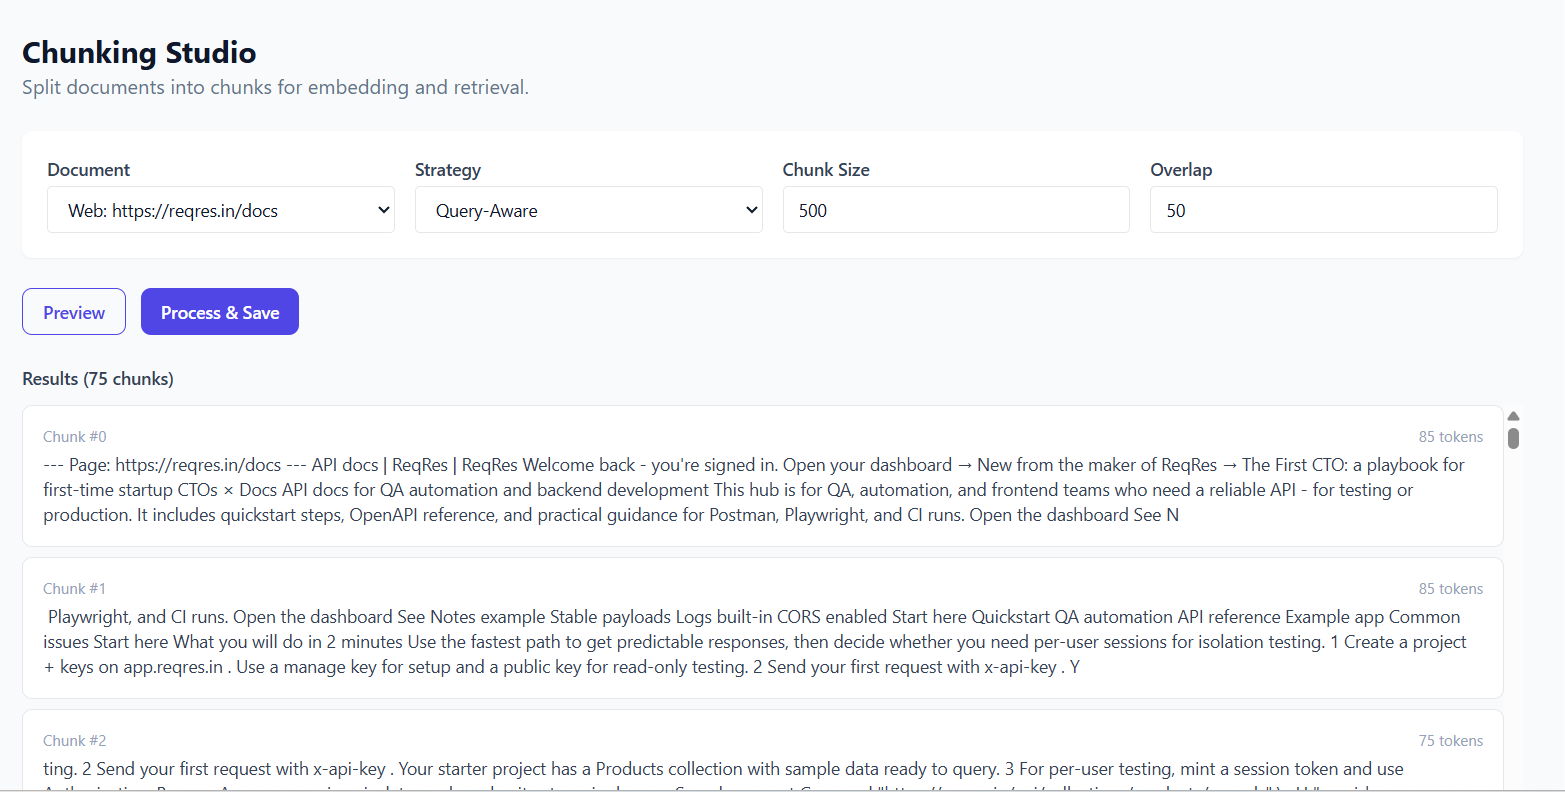 Chunking Studio
Split documents into chunks for embedding and retrieval.
Document
Strategy
Chunk Size
Overlap
Web: https://reqres.in/docs
Query-Aware
500
50
Preview
Process & Save
Results (75 chunks)
Chunk #0
85 tokens
--- Page: https://reqres.in/docs --- API docs | ReqRes | ReqRes Welcome back - you're signed in. Open your dashboard → New from the maker of ReqRes → The First CTO: a playbook for
first-time startup CTOs × Docs API docs for QA automation and backend development This hub is for QA, automation, and frontend teams who need a reliable API - for testing or
production. It includes quickstart steps, OpenAPI reference, and practical guidance for Postman, Playwright, and CI runs. Open the dashboard See N
Chunk #1
85 tokens
Playwright, and CI runs. Open the dashboard See Notes example Stable payloads Logs built-in CORS enabled Start here Quickstart QA automation API reference Example app Common
issues Start here What you will do in 2 minutes Use the fastest path to get predictable responses, then decide whether you need per-user sessions for isolation testing. 1 Create a project
+ keys on app.reqres.in . Use a manage key for setup and a public key for read-only testing. 2 Send your first request with x-api-key . Y
Chunk #2
75 tokens
ting. 2 Send your first request with x-api-key . Your starter project has a Products collection with sample data ready to query. 3 For per-user testing, mint a session token and use